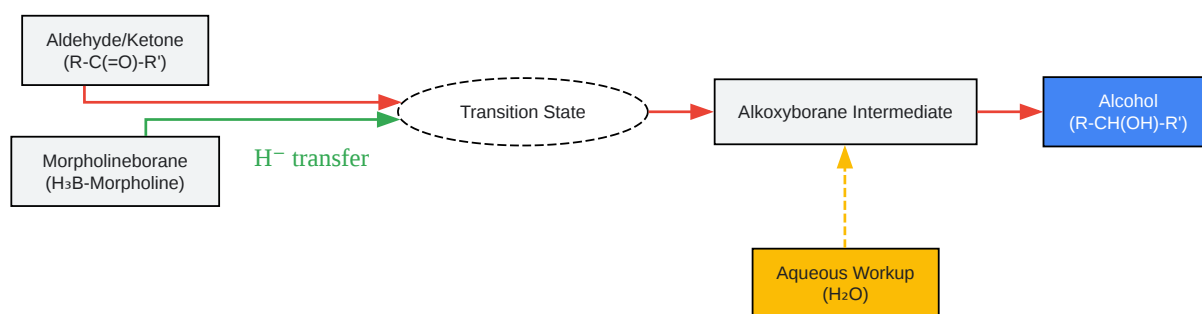 Aldehyde/Ketone
(R-C(=O)-R')
Morpholineborane
(H₃B-Morpholine)
H⁻ transfer
Transition State
Alkoxyborane Intermediate
Alcohol
(R-CH(OH)-R')
Aqueous Workup
(H₂O)